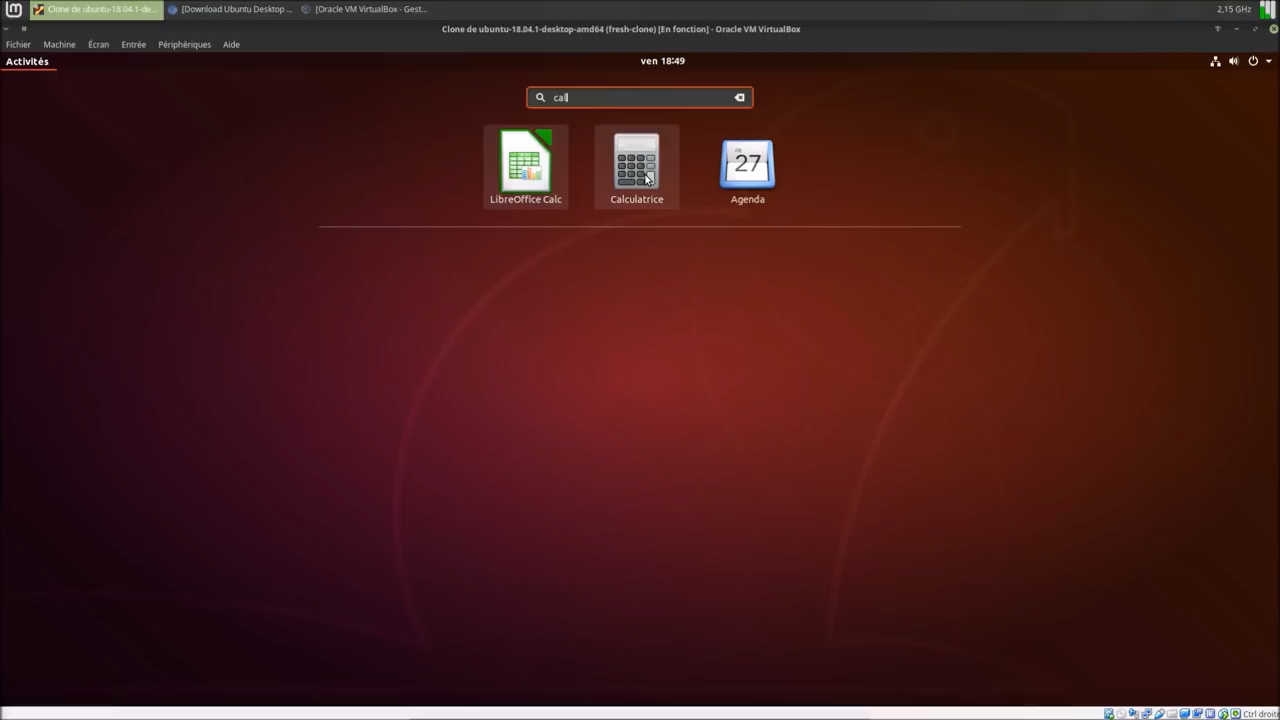 Clone de ubuntu-18.04.1-de... [Download Ubuntu Desktop ... [Oracle VM VirtualBox - Gest... 2,15 GHz
Clone de ubuntu-18.04.1-desktop-amd64 (fresh-clone) [En fonction] - Oracle VM VirtualBox
Fichier Machine Écran Entrée Périphériques Aide
Activités ven 18:49
cal
27
LibreOffice Calc Calculatrice Agenda
Ctrl droite